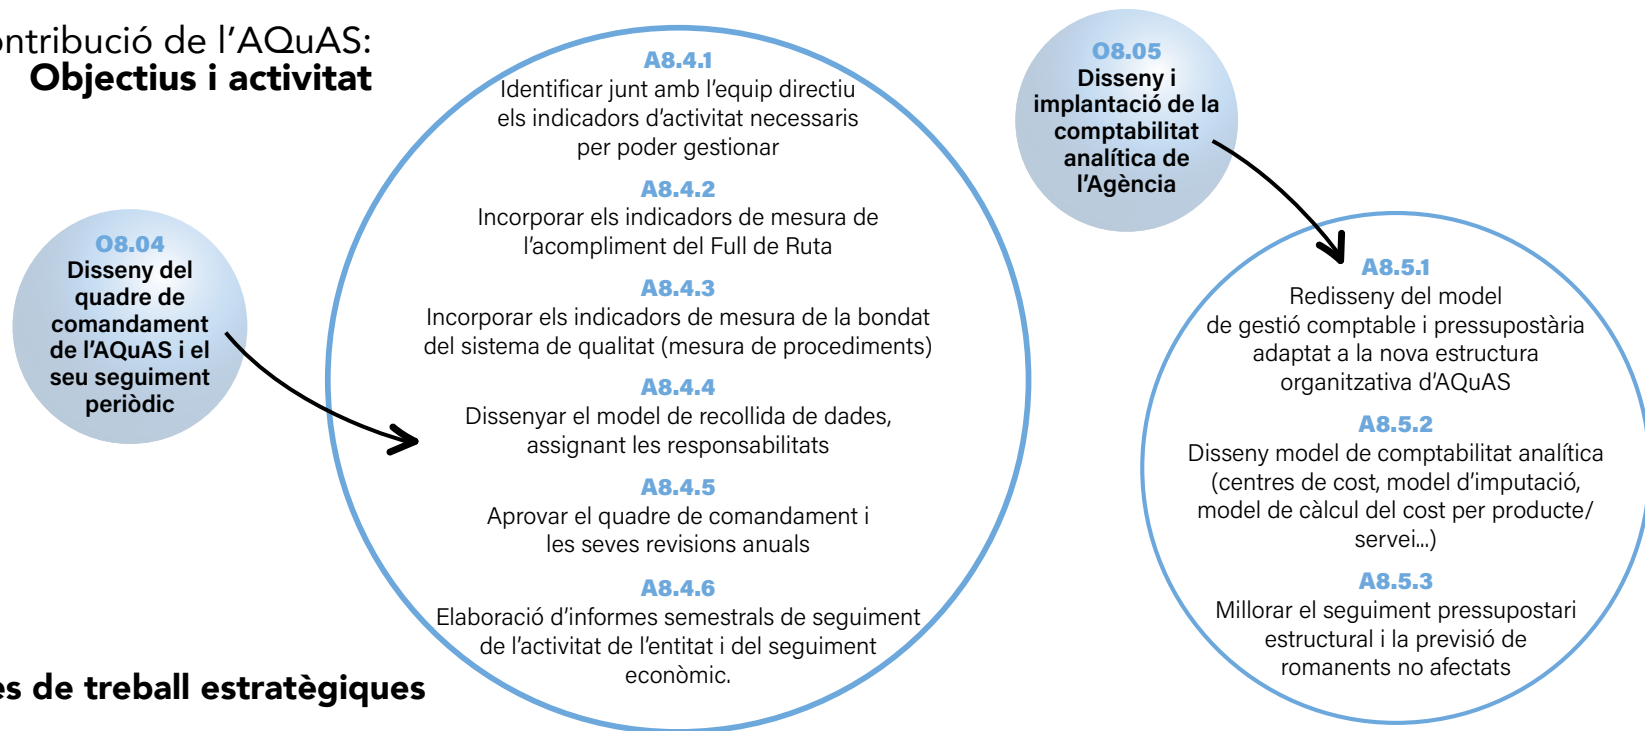 ontribució de l'AQuAS:
Objectius i activitat
O8.04
Disseny del
quadre de
comandament
de l'AQuAS i el
seu seguiment
periòdic
A8.4.1
Identificar junt amb l'equip directiu
els indicadors d'activitat necessaris
per poder gestionar
A8.4.2
Incorporar els indicadors de mesura de
l'acompliment del Full de Ruta
A8.4.3
Incorporar els indicadors de mesura de la bondat
del sistema de qualitat (mesura de procediments)
A8.4.4
Dissenyar el model de recollida de dades,
assignant les responsabilitats
A8.4.5
Aprovar el quadre de comandament i
les seves revisions anuals
A8.4.6
Elaboració d'informes semestrals de seguiment
de l'activitat de l'entitat i del seguiment
econòmic.
O8.05
Disseny i
implantació de la
comptabilitat
analítica de
l'Agència
A8.5.1
Redisseny del model
de gestió comptable i pressupostària
adaptat a la nova estructura
organitzativa d'AQuAS
A8.5.2
Disseny model de comptabilitat analítica
(centres de cost, model d'imputació,
model de càlcul del cost per producte/
servei...)
A8.5.3
Millorar el seguiment pressupostari
estructural i la previsió de
romanents no afectats
es de treball estratègiques